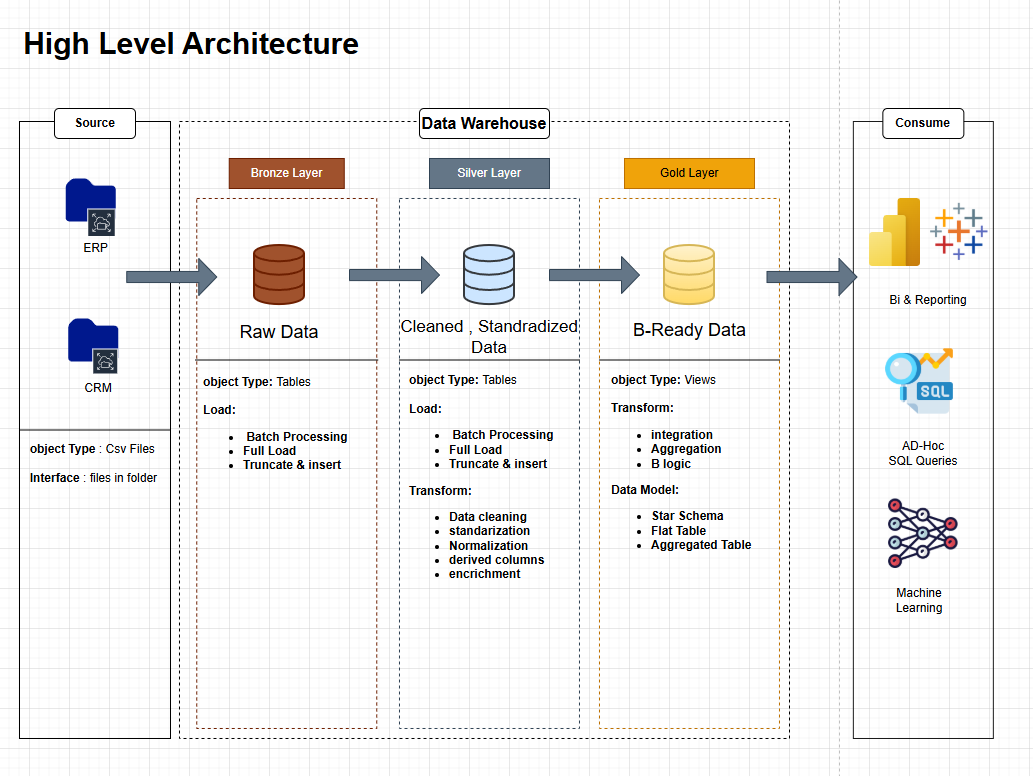 High Level Architecture
Source
Data Warehouse
Consume
Bronze Layer
Silver Layer
Gold Layer
ERP
CRM
object Type : Csv Files
Interface : files in folder
Raw Data
object Type: Tables
Load:
Batch Processing
Full Load
Truncate & insert
Cleaned , Standradized
Data
object Type: Tables
Load:
Batch Processing
Full Load
Truncate & insert
Transform:
Data cleaning
standarization
Normalization
derived columns
encrichment
B-Ready Data
object Type: Views
Transform:
integration
Aggregation
B logic
Data Model:
Star Schema
Flat Table
Aggregated Table
Bi & Reporting
SQL
AD-Hoc
SQL Queries
Machine
Learning